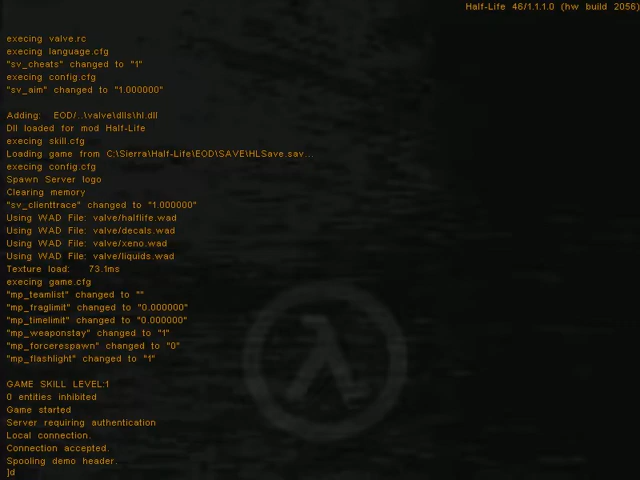 Half-Life 46/1.1.1.0 (hw build 2056)
execing valve.rc
execing language.cfg
"sv_cheats" changed to "1"
execing config.cfg
"sv_aim" changed to "1.000000"
Adding: EOD/..\valve\dlls\hl.dll
Dll loaded for mod Half-Life
execing skill.cfg
Loading game from C:\Sierra\Half-Life\EOD\SAVE\HLSave.sav...
execing config.cfg
Spawn Server logo
Clearing memory
"sv_clienttrace" changed to "1.000000"
Using WAD File: valve/halflife.wad
Using WAD File: valve/decals.wad
Using WAD File: valve/xeno.wad
Using WAD File: valve/liquids.wad
Texture load: 73.1ms
execing game.cfg
"mp_teamlist" changed to ""
"mp_fraglimit" changed to "0.000000"
"mp_timelimit" changed to "0.000000"
"mp_weaponstay" changed to "1"
"mp_forcerespawn" changed to "0"
"mp_flashlight" changed to "1"
GAME SKILL LEVEL:1
0 entities inhibited
Game started
Server requiring authentication
Local connection.
Connection accepted.
Spooling demo header.
]d